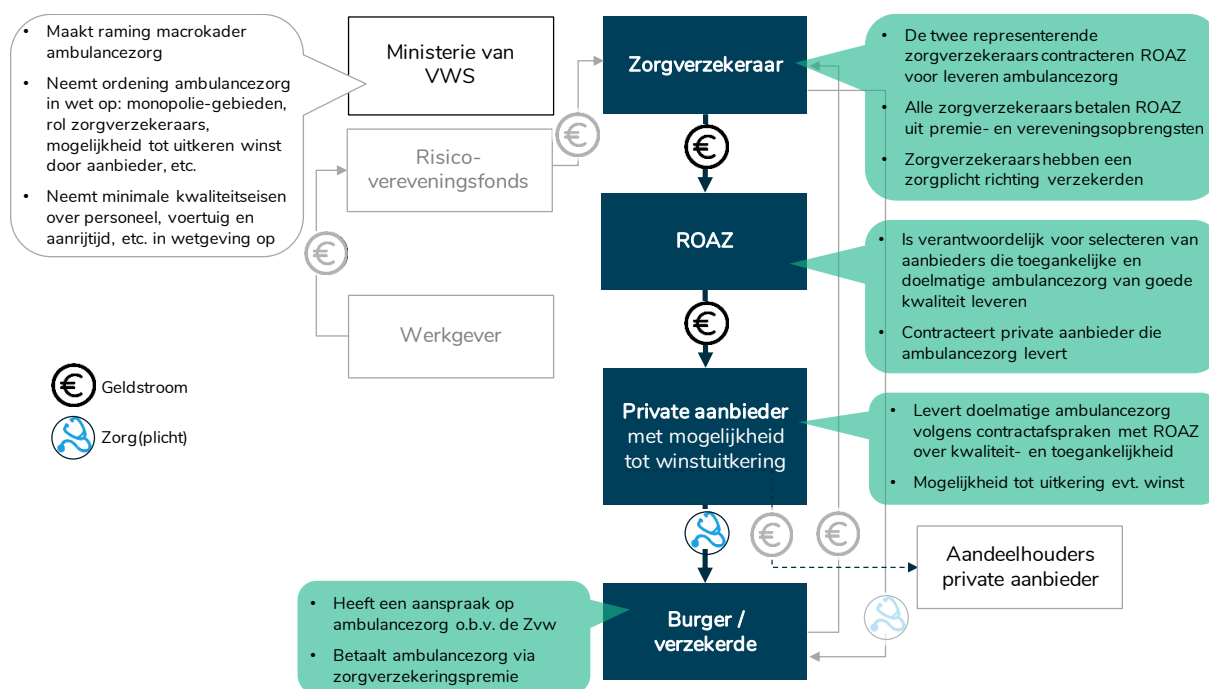 • Maakt raming macrokader
ambulancezorg
• Neemt ordening ambulancezorg
in wet op: monopolie-gebieden,
rol zorgverzekeraars,
mogelijkheid tot uitkeren winst
door aanbieder, etc.
• Neemt minimale kwaliteitseisen
over personeel, voertuig en
aanrijtijd, etc. in wetgeving op
Ministerie van
VWS
Zorgverzekeraar
• De twee representerende
zorgverzekeraars contracteren ROAZ
voor leveren ambulancezorg
• Alle zorgverzekeraars betalen ROAZ
uit premie- en vereveningsopbrengsten
• Zorgverzekeraars hebben een
zorgplicht richting verzekerden
€
€
Risico-
vereveningsfonds
ROAZ
• Is verantwoordelijk voor selecteren van
aanbieders die toegankelijke en
doelmatige ambulancezorg van goede
kwaliteit leveren
• Contracteert private aanbieder die
ambulancezorg levert
€
€
Werkgever
€
Geldstroom
Zorg(plicht)
Private aanbieder
met mogelijkheid
tot winstuitkering
• Levert doelmatige ambulancezorg
volgens contractafspraken met ROAZ
over kwaliteit- en toegankelijkheid
• Mogelijkheid tot uitkering evt. winst
€
€
Aandeelhouders
private aanbieder
• Heeft een aanspraak op
ambulancezorg o.b.v. de Zvw
• Betaalt ambulancezorg via
zorgverzekeringspremie
Burger /
verzekerde